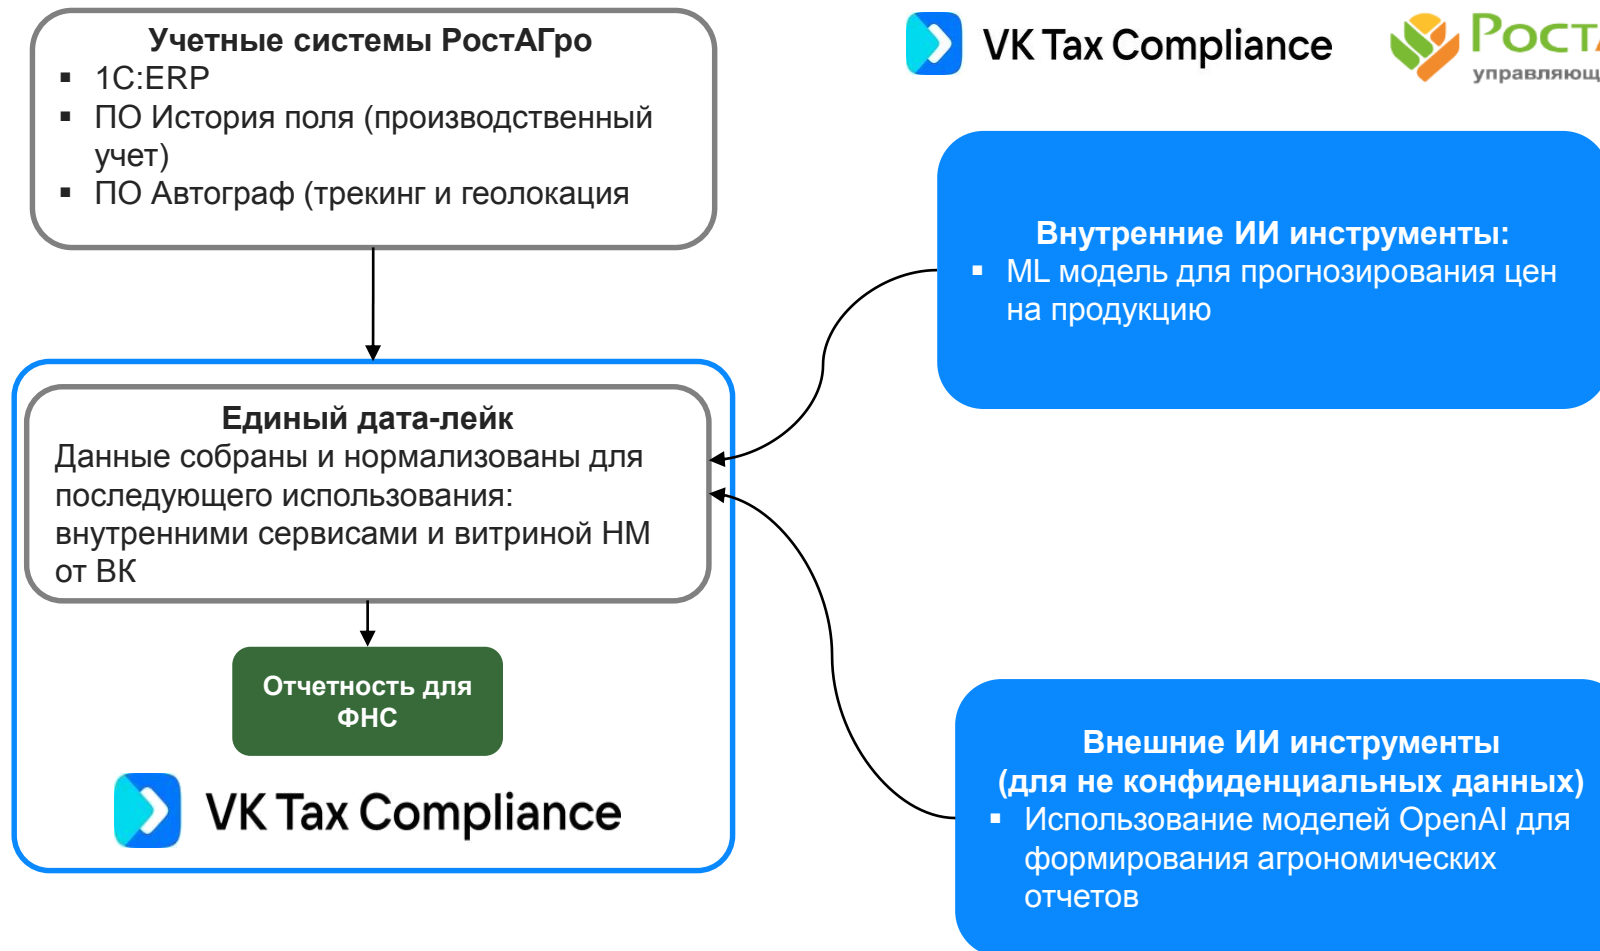 Учетные системы РостАГро
▪ 1С:ERP
▪ ПО История поля (производственный
учет)
▪ ПО Автограф (трекинг и геолокация
VK Tax Compliance
РОСТА
управляющ
Внутренние ИИ инструменты:
▪ ML модель для прогнозирования цен
на продукцию
Единый дата-лейк
Данные собраны и нормализованы для
последующего использования:
внутренними сервисами и витриной НМ
от ВК
Отчетность для
ФНС
VK Tax Compliance
Внешние ИИ инструменты
(для не конфиденциальных данных)
▪ Использование моделей OpenAI для
формирования агрономических
отчетов